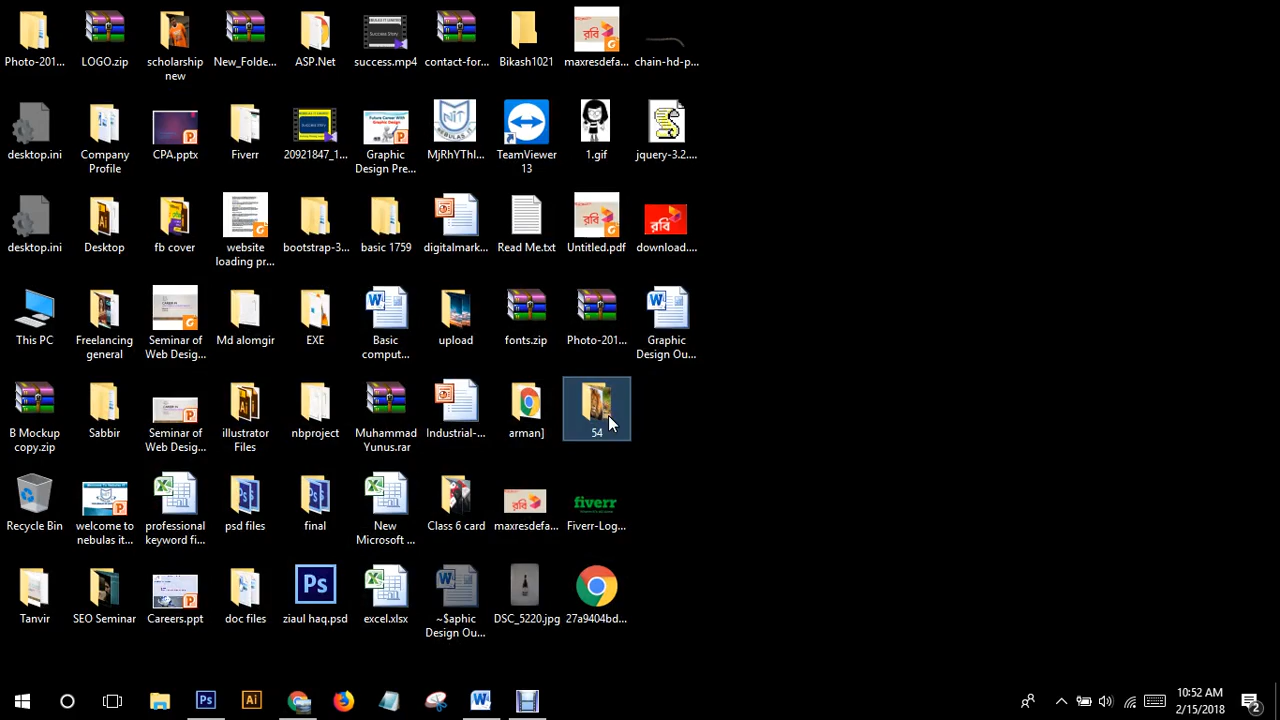 Photo-201...
LOGO.zip
scholarship
new
New_Folde...
ASP.Net
success.mp4
contact-for...
Bikash1021
maxresdefa...
chain-hd-p...
desktop.ini
Company
Profile
CPA.pptx
Fiverr
20921847_1...
Graphic
Design Pre...
MjRhYThI...
TeamViewer
13
1.gif
jquery-3.2....
desktop.ini
Desktop
fb cover
website
loading pr...
bootstrap-3...
basic 1759
digitalmark...
Read Me.txt
Untitled.pdf
download....
This PC
Freelancing
general
Seminar of
Web Desig...
Md alomgir
EXE
Basic
comput...
upload
fonts.zip
Photo-201...
Graphic
Design Ou...
B Mockup
copy.zip
Sabbir
Seminar of
Web Desig...
illustrator
Files
nbproject
Muhammad
Yunus.rar
Industrial-...
arman]
54
Recycle Bin
welcome to
nebulas it...
professional
keyword fi...
psd files
final
New
Microsoft ...
Class 6 card
maxresdefa...
fiverr
Fiverr-Log...
Tanvir
SEO Seminar
Careers.ppt
doc files
Ps
ziaul haq.psd
excel.xlsx
~$aphic
Design Ou...
DSC_5220.jpg
27a9404bd...
Ps
Ai
10:52 AM
2/15/2018
2